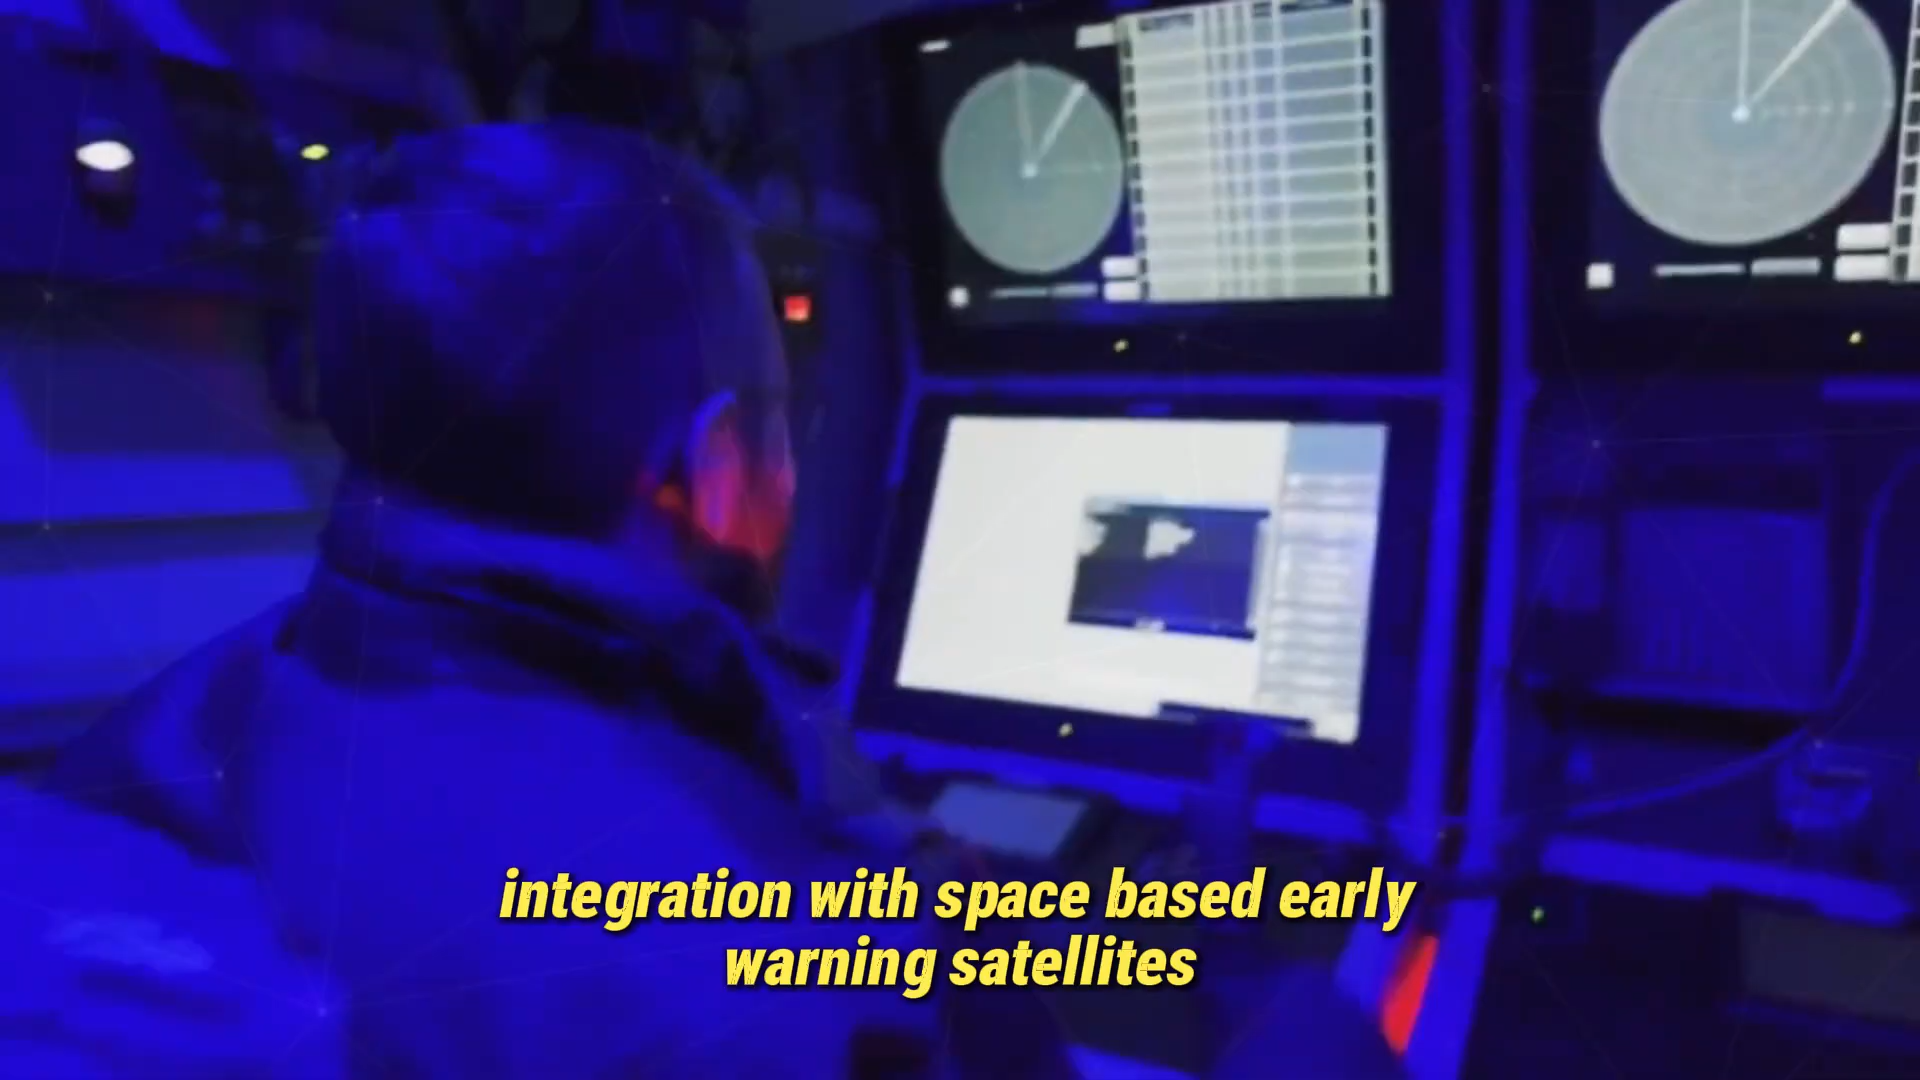 integration with space based early
warning satellites